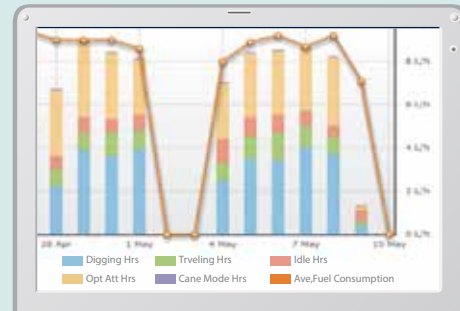 8 L/h
6 L/h
4 L/h
2 L/h
0 L/h
28 Apr 1 May 4 May 7 May 10 May
Digging Hrs Trveling Hrs Idle Hrs
Opt Att Hrs Cane Mode Hrs Ave,Fuel Consumption